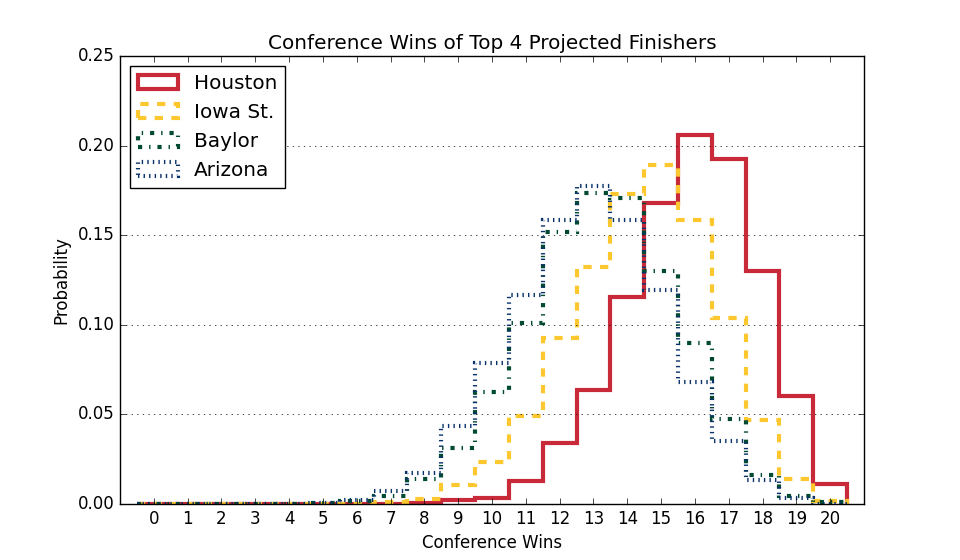 Conference Wins of Top 4 Projected Finishers
0.25
0.20
0.15
0.10
0.05
0.00
Probability
Houston
Iowa St.
Baylor
Arizona
0 1 2 3 4 5 6 7 8 9 10 11 12 13 14 15 16 17 18 19 20
Conference Wins